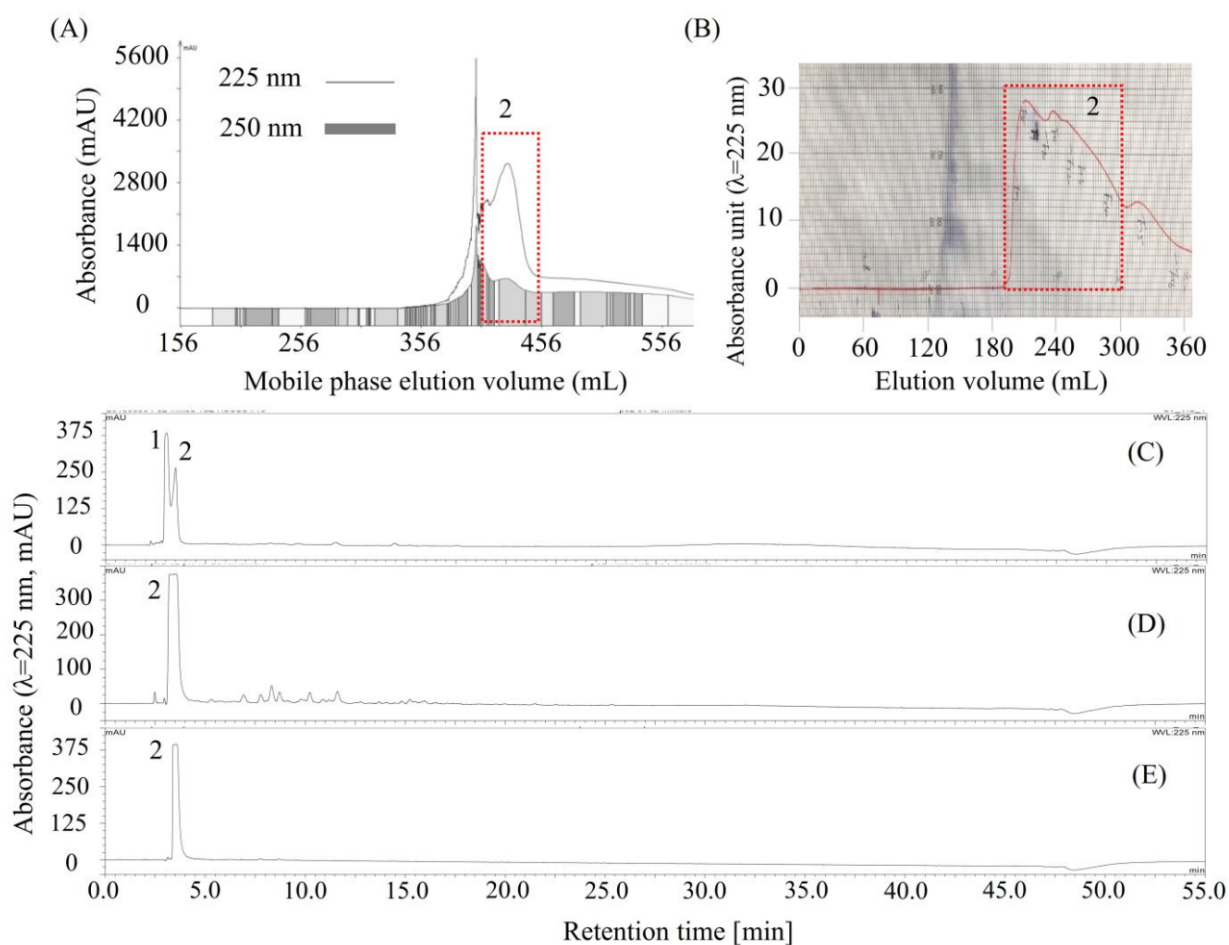 (A)
mAU
5600
4200
2800
1400
0
225 nm
250 nm
2
156 256 356 456 556
Absorbance (mAU)
Mobile phase elution volume (mL)
(B)
30
20
10
0
2
0 60 120 180 240 300 360
Absorbance unit (λ=225 nm)
Elution volume (mL)
mAU
WVL:225 nm
375
250
125
0
1 2
(C)
min
mAU
WVL:225 nm
300
200
100
0
2
(D)
min
mAU
WVL:225 nm
375
250
125
0
2
(E)
min
0.0 5.0 10.0 15.0 20.0 25.0 30.0 35.0 40.0 45.0 50.0 55.0
Absorbance (λ=225 nm, mAU)
Retention time [min]